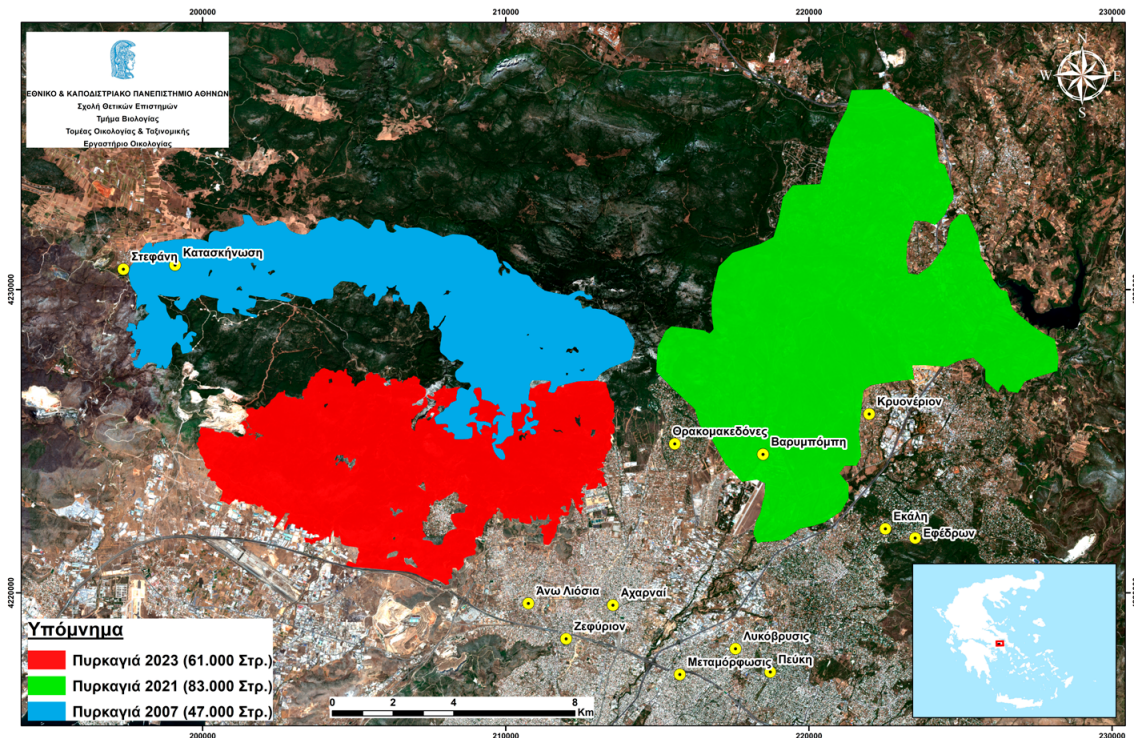 200000 210000 220000 230000
ΕΘΝΙΚΟ & ΚΑΠΟΔΙΣΤΡΙΑΚΟ ΠΑΝΕΠΙΣΤΗΜΙΟ ΑΘΗΝΩΝ
Σχολή Θετικών Επιστημών
Τμήμα Βιολογίας
Τομέας Οικολογίας & Ταξινομικής
Εργαστήριο Οικολογίας
N
W E
S
Στεφάνη
Κατασκήνωση
4230000
Κρυονέριον
Θρακομακεδόνες
Βαρυμπόμπη
Εκάλη
Εφέδρων
Άνω Λιόσια
Αχαρναί
4220000
Ζεφύριον
Λυκόβρυσις
Μεταμόρφωσις
Πεύκη
Υπόμνημα
Πυρκαγιά 2023 (61.000 Στρ.)
Πυρκαγιά 2021 (83.000 Στρ.)
Πυρκαγιά 2007 (47.000 Στρ.)
0 2 4 8
Km
200000 210000 220000 230000